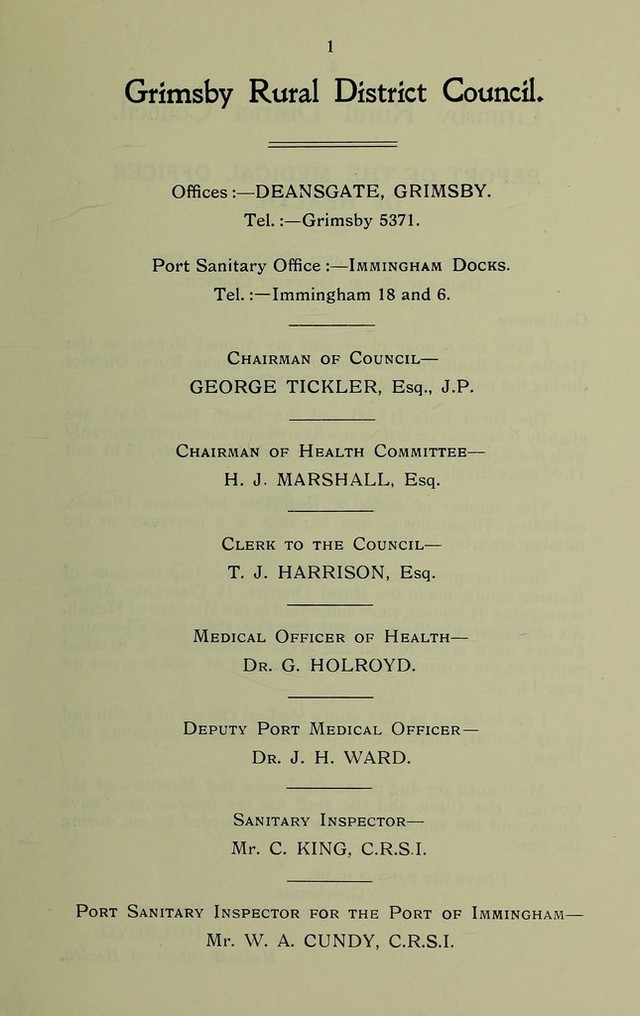 1
Grimsby Rural District Council.
Offices :—DEANSGATE, GRIMSBY.
Tel. :—Grimsby 5371.
Port Sanitary Office :—IMMINGHAM DOCKS.
Tel. :—Immingham 18 and 6.
CHAIRMAN OF COUNCIL—
GEORGE TICKLER, Esq., J.P.
CHAIRMAN OF HEALTH COMMITTEE—
H. J. MARSHALL, Esq.
CLERK TO THE COUNCIL—
T. J. HARRISON, Esq.
MEDICAL OFFICER OF HEALTH—
DR. G. HOLROYD.
DEPUTY PORT MEDICAL OFFICER—
DR. J. H. WARD.
SANITARY INSPECTOR—
Mr. C. KING, C.R.S.I.
PORT SANITARY INSPECTOR FOR THE PORT OF IMMINGHAM—
Mr. W. A. CUNDY, C.R.S.I.